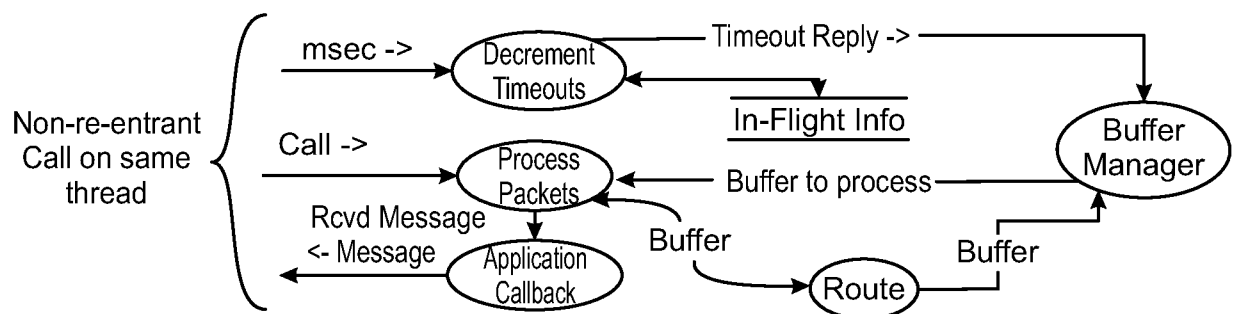 msec ->
Decrement
Timeouts
Timeout Reply ->
In-Flight Info
Buffer
Manager
Non-re-entrant
Call on same
thread
Call ->
Process
Packets
Buffer to process
Rcvd Message
<- Message
Application
Callback
Buffer
Route
Buffer